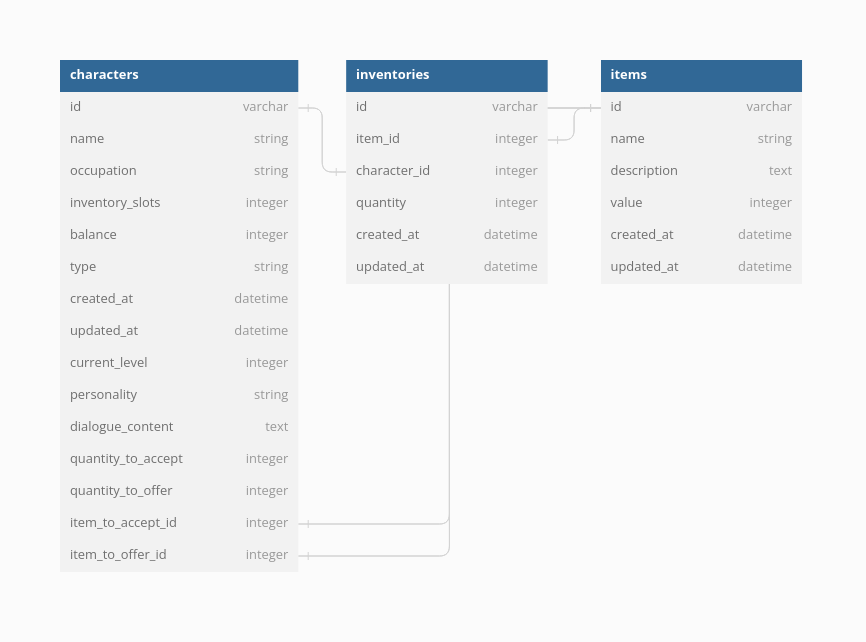 characters
id varchar
name string
occupation string
inventory_slots integer
balance integer
type string
created_at datetime
updated_at datetime
current_level integer
personality string
dialogue_content text
quantity_to_accept integer
quantity_to_offer integer
item_to_accept_id integer
item_to_offer_id integer
inventories
id varchar
item_id integer
character_id integer
quantity integer
created_at datetime
updated_at datetime
items
id varchar
name string
description text
value integer
created_at datetime
updated_at datetime